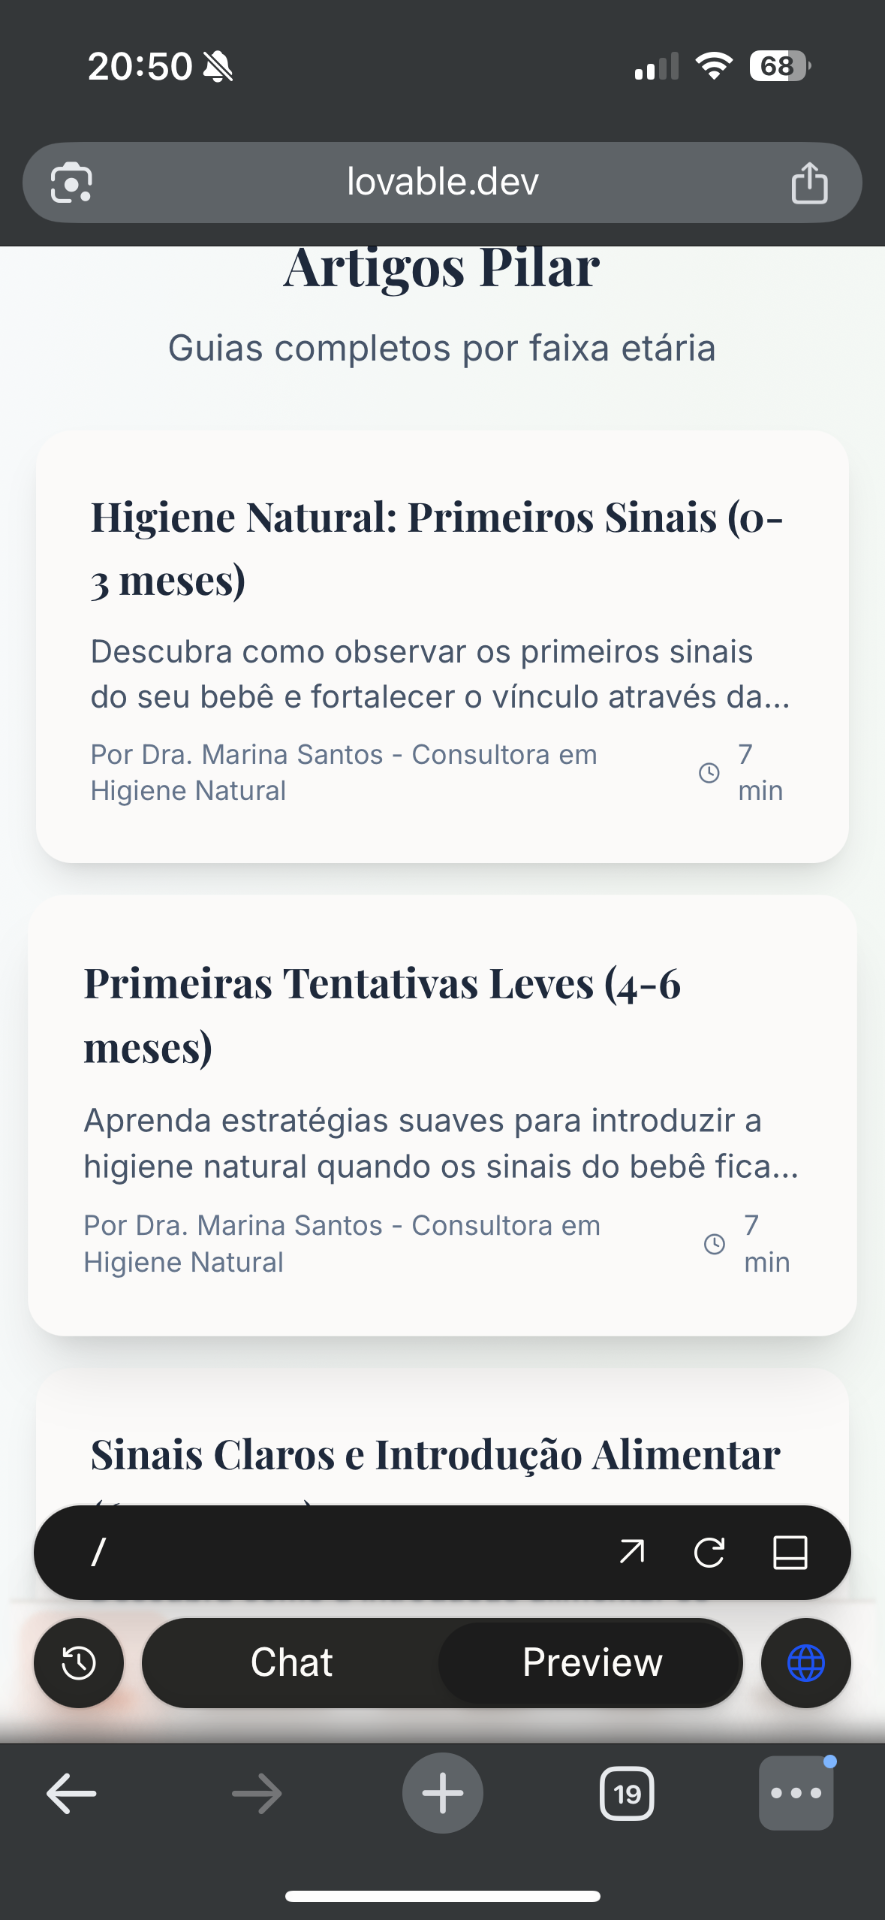 20:50
68
lovable.dev
Artigos Pilar
Guias completos por faixa etária
Higiene Natural: Primeiros Sinais (0-
3 meses)
Descubra como observar os primeiros sinais
do seu bebê e fortalecer o vínculo através da...
Por Dra. Marina Santos - Consultora em
Higiene Natural
7
min
Primeiras Tentativas Leves (4-6
meses)
Aprenda estratégias suaves para introduzir a
higiene natural quando os sinais do bebê fica...
Por Dra. Marina Santos - Consultora em
Higiene Natural
7
min
Sinais Claros e Introdução Alimentar
/
Chat
Preview
19